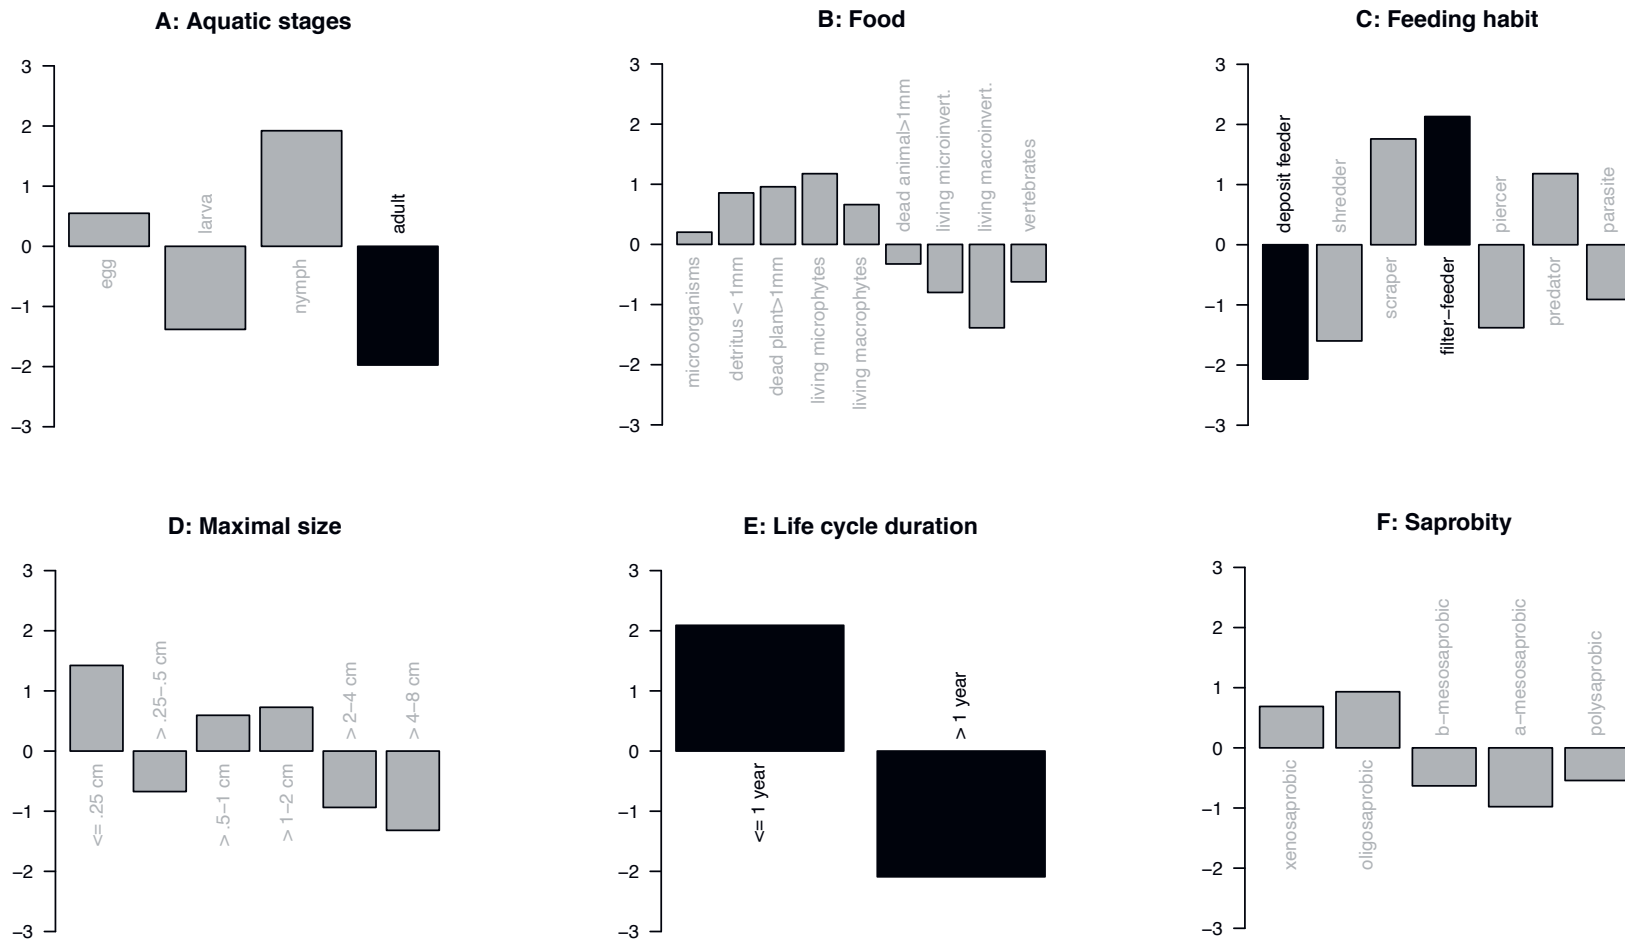 A: Aquatic stages
3
2
1
0
−1
−2
−3
egg
larva
nymph
adult
B: Food
3
2
1
0
−1
−2
−3
microorganisms
detritus < 1mm
dead plant>1mm
living microphytes
living macrophytes
dead animal>1mm
living microinvert.
living macroinvert.
vertebrates
C: Feeding habit
3
2
1
0
−1
−2
−3
deposit feeder
shredder
scraper
filter−feeder
piercer
predator
parasite
D: Maximal size
3
2
1
0
−1
−2
−3
<= .25 cm
> .25−.5 cm
> .5−1 cm
> 1−2 cm
> 2−4 cm
> 4−8 cm
E: Life cycle duration
3
2
1
0
−1
−2
−3
<= 1 year
> 1 year
F: Saprobity
3
2
1
0
−1
−2
−3
xenosaprobic
oligosaprobic
b−mesosaprobic
a−mesosaprobic
polysaprobic